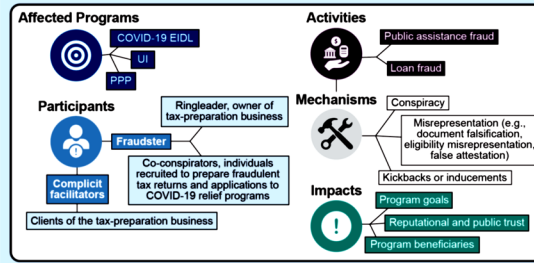 Affected Programs
COVID-19 EIDL
UI
PPP
Participants
Fraudster
Ringleader, owner of
tax-preparation business
Co-conspirators, individuals
recruited to prepare fraudulent
tax returns and applications to
COVID-19 relief programs
Complicit
facilitators
Clients of the tax-preparation business
Activities
Public assistance fraud
Loan fraud
Mechanisms
Conspiracy
Misrepresentation (e.g.,
document falsification,
eligibility misrepresentation,
false attestation)
Kickbacks or inducements
Impacts
Program goals
Reputational and public trust
Program beneficiaries